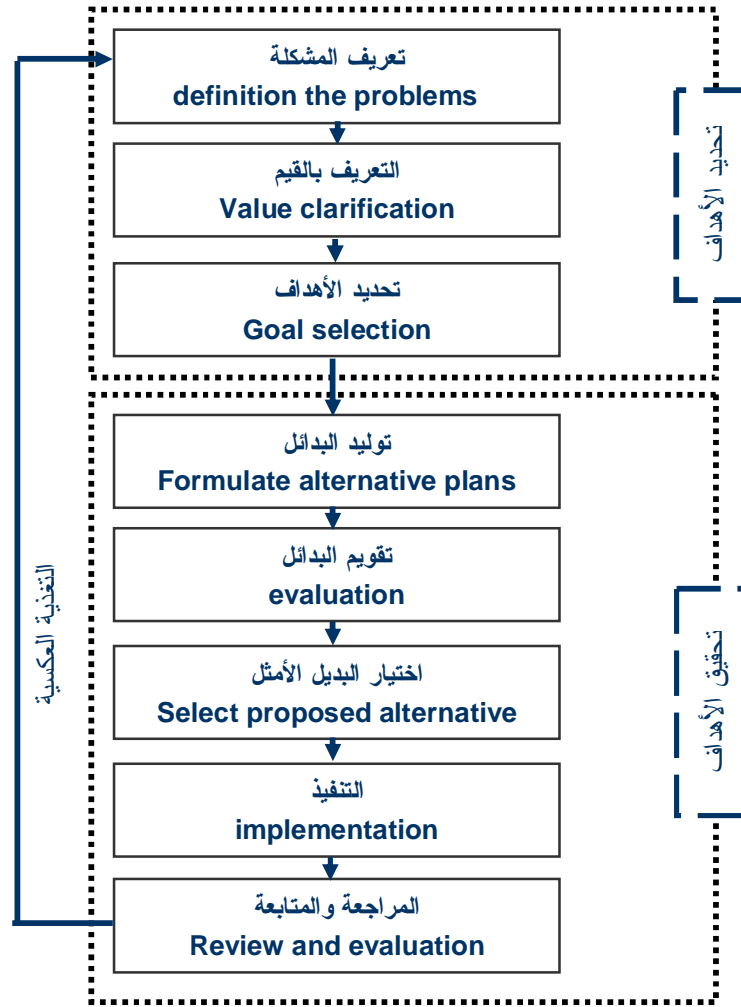 تعريف المشكلة
definition the problems
التعريف بالقيم
Value clarification
تحديد الأهداف
Goal selection
تحديد الأهداف
توليد البدائل
Formulate alternative plans
تقويم البدائل
evaluation
اختيار البديل الأمثل
Select proposed alternative
التنفيذ
implementation
المراجعة والمتابعة
Review and evaluation
تحقيق الأهداف
التغذية العكسية